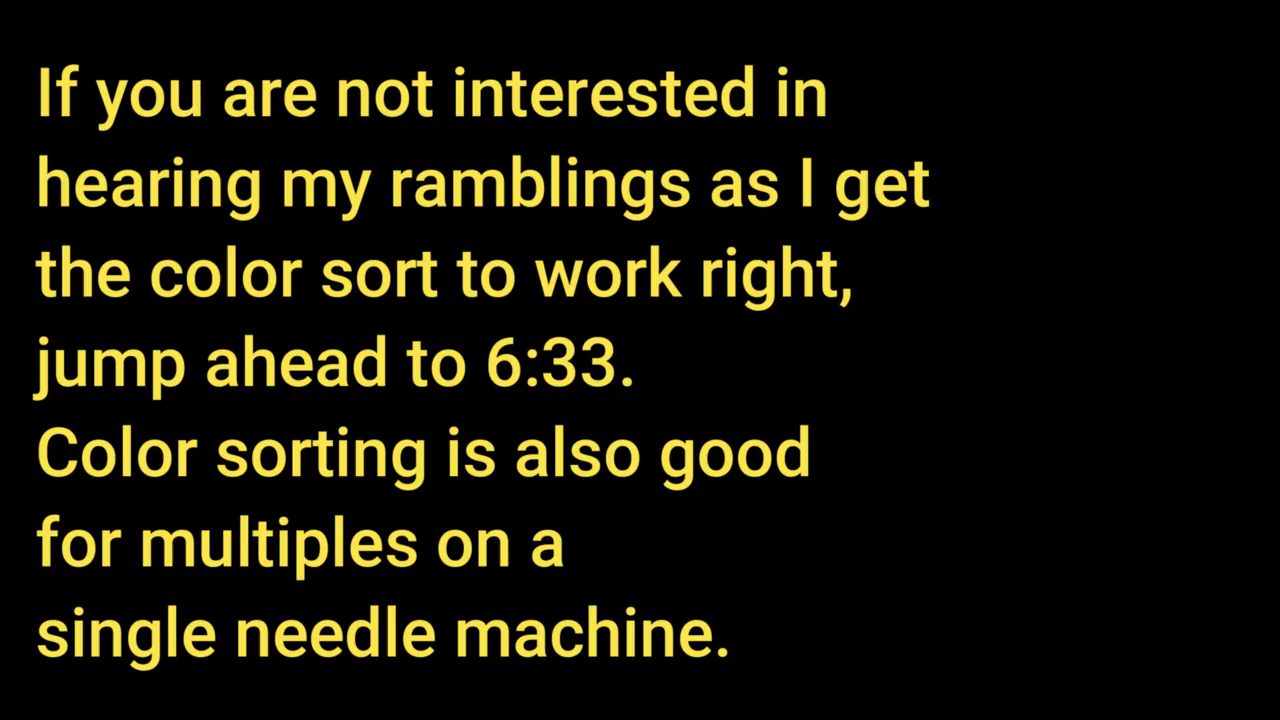 If you are not interested in
hearing my ramblings as I get
the color sort to work right,
jump ahead to 6:33.
Color sorting is also good
for multiples on a
single needle machine.